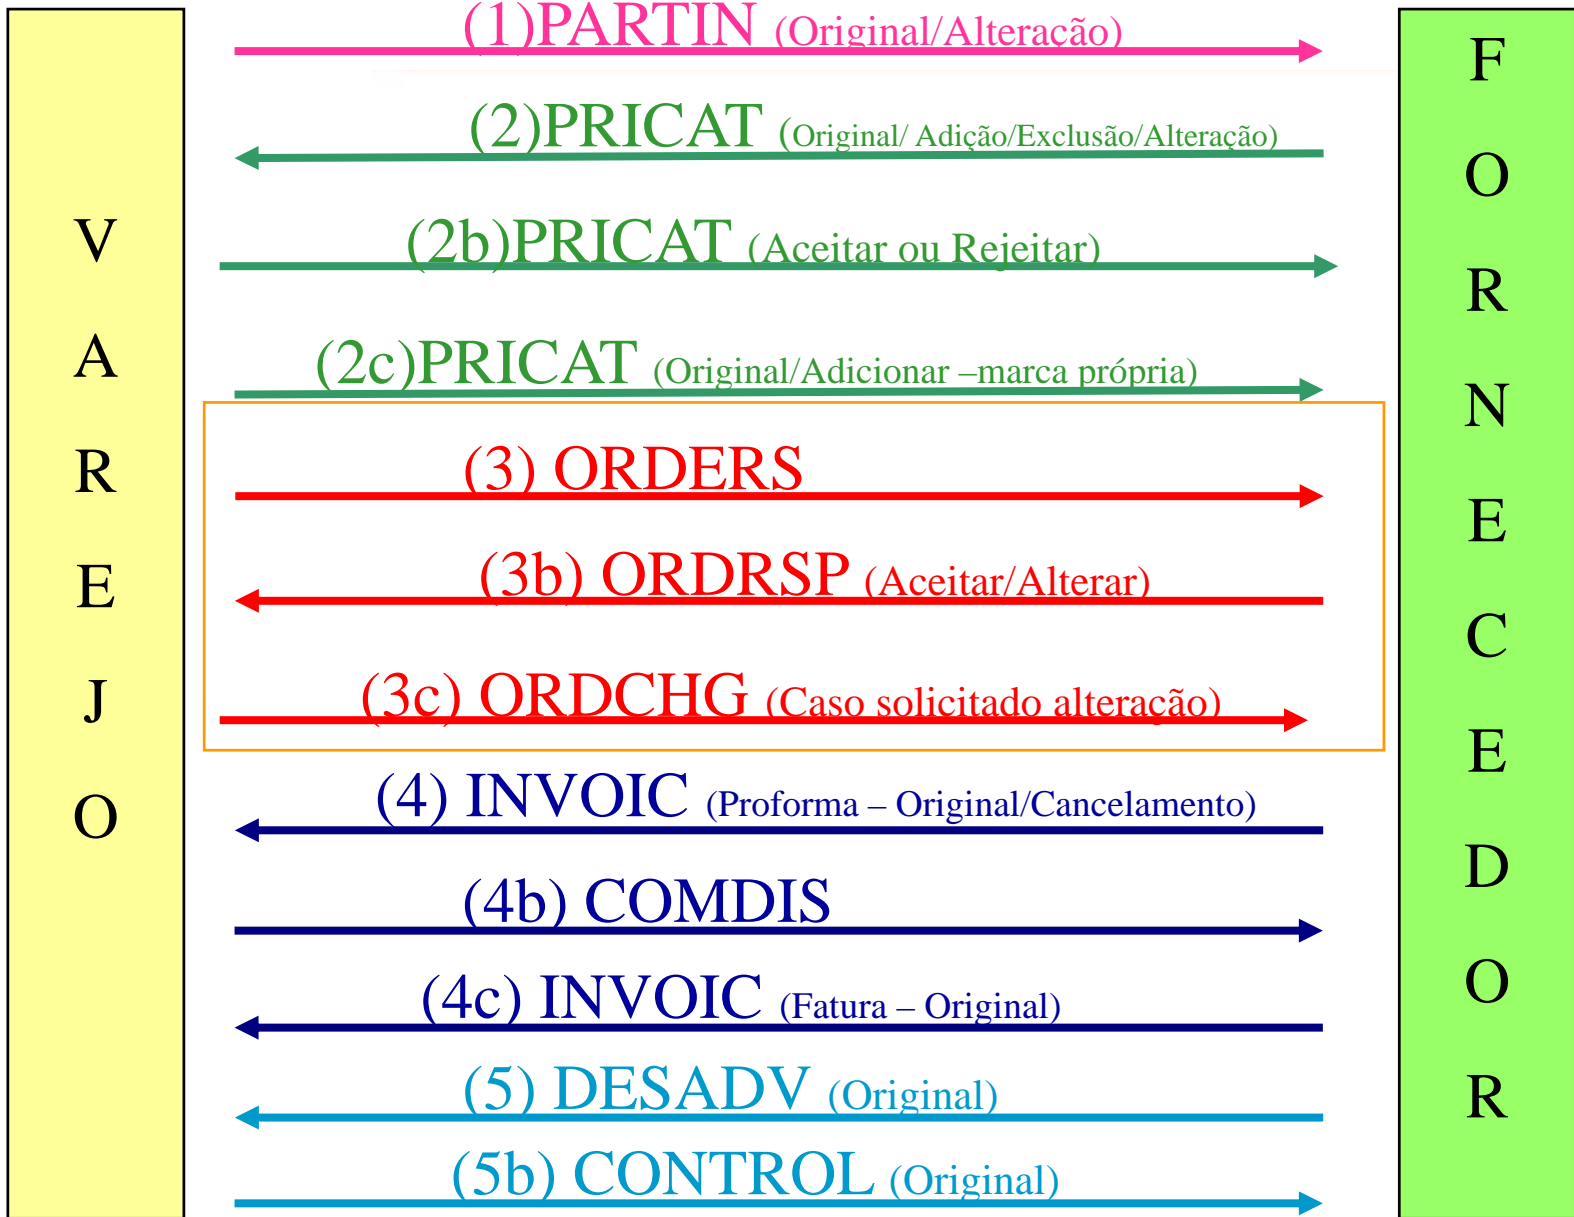 VAREJO
(1)PARTIN (Original/Alteração)
(2)PRICAT (Original/ Adição/Exclusão/Alteração)
(2b)PRICAT (Aceitar ou Rejeitar)
(2c)PRICAT (Original/Adicionar –marca própria)
(3) ORDERS
(3b) ORDRSP (Aceitar/Alterar)
(3c) ORDCHG (Caso solicitado alteração)
(4) INVOIC (Proforma – Original/Cancelamento)
(4b) COMDIS
(4c) INVOIC (Fatura – Original)
(5) DESADV (Original)
(5b) CONTROL (Original)
FORNECEDOR